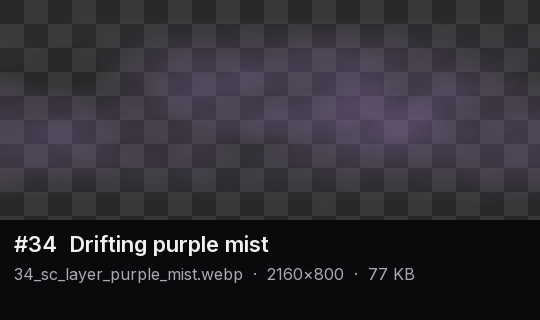 #34 Drifting purple mist
34_sc_layer_purple_mist.webp · 2160×800 · 77 KB